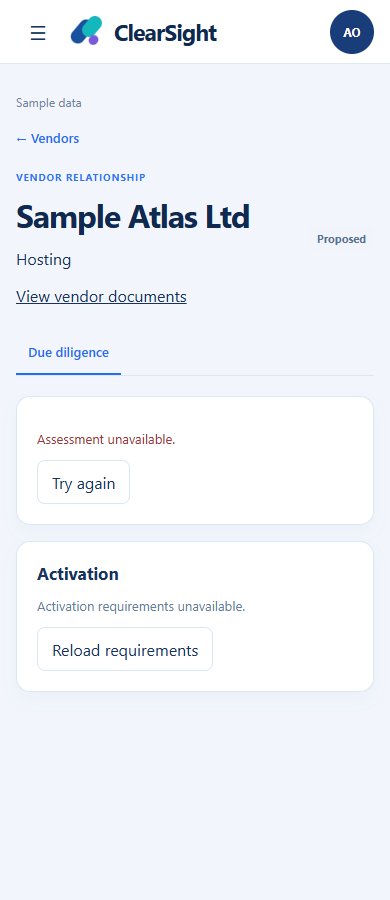 ☰ ClearSight AO
Sample data
← Vendors
VENDOR RELATIONSHIP
Sample Atlas Ltd
Proposed
Hosting
View vendor documents
Due diligence
Assessment unavailable.
Try again
Activation
Activation requirements unavailable.
Reload requirements